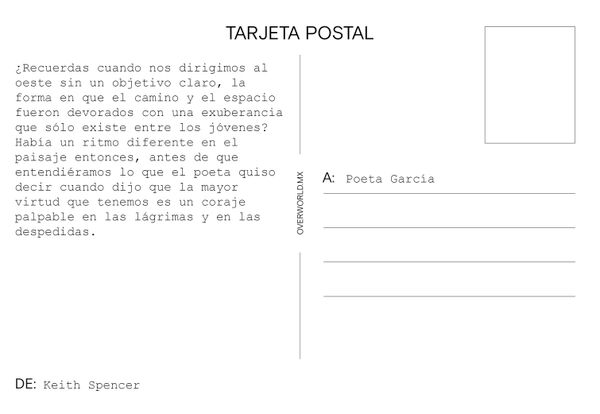 TARJETA POSTAL
¿Recuerdas cuando nos dirigimos al
oeste sin un objetivo claro, la
forma en que el camino y el espacio
fueron devorados con una exuberancia
que sólo existe entre los jóvenes?
Había un ritmo diferente en el
paisaje entonces, antes de que
entendiéramos lo que el poeta quiso
decir cuando dijo que la mayor
virtud que tenemos es un coraje
palpable en las lágrimas y en las
despedidas.
DE: Keith Spencer
OVERWORLD.MX
A: Poeta García